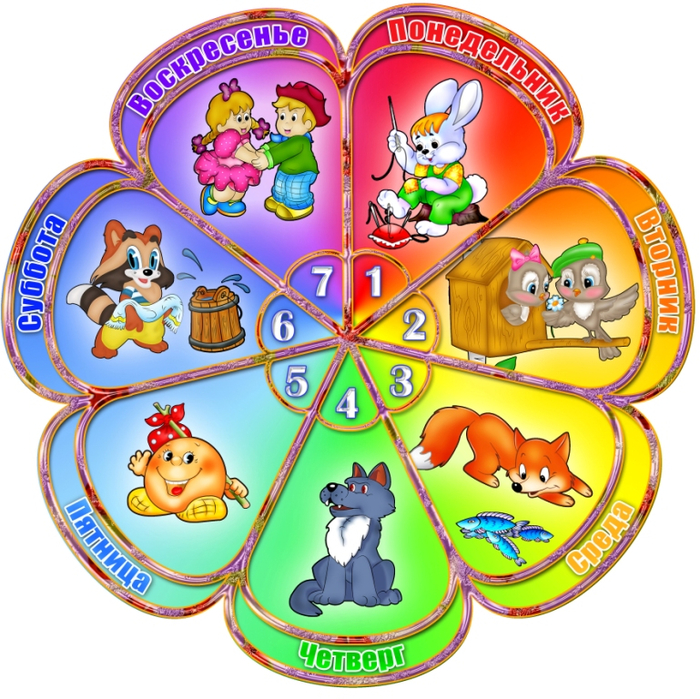 Понедельник
Вторник
Среда
Четверг
Пятница
Суббота
Воскресенье
1
2
3
4
5
6
7